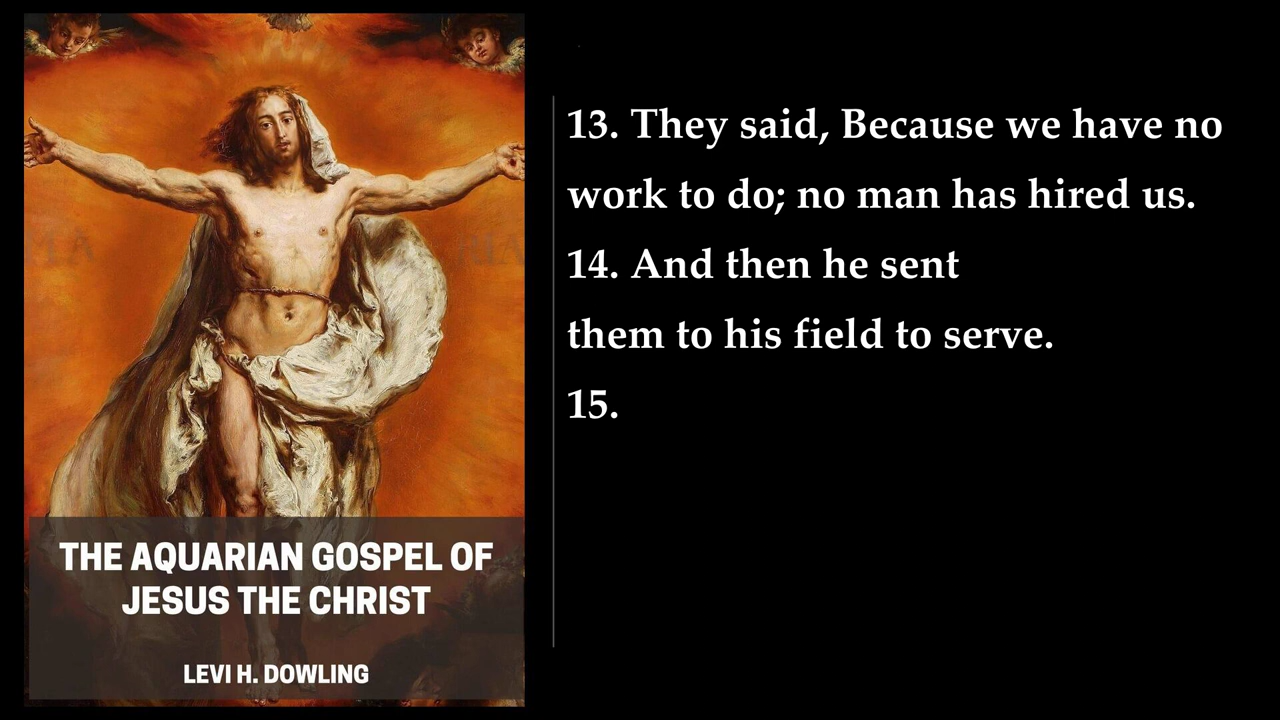 13. They said, Because we have no
work to do; no man has hired us.
14. And then he sent
them to his field to serve.
15.
THE AQUARIAN GOSPEL OF
JESUS THE CHRIST
LEVI H. DOWLING